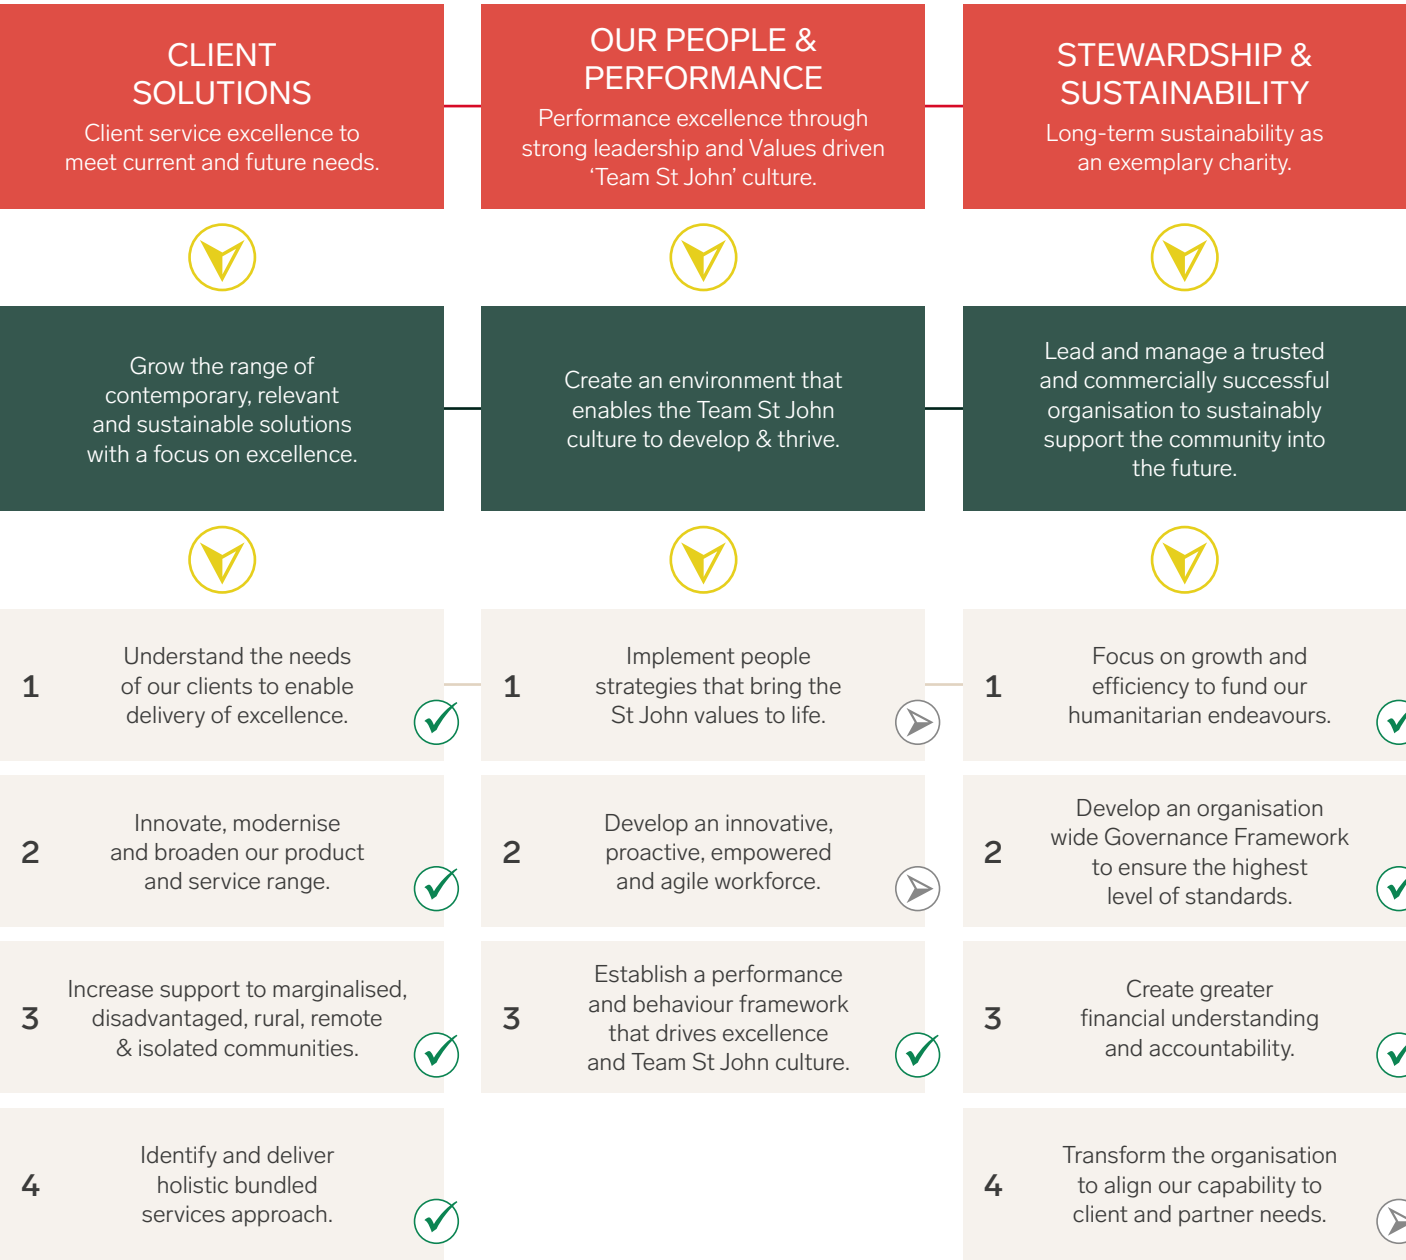 CLIENT
SOLUTIONS
Client service excellence to
meet current and future needs.
OUR PEOPLE &
PERFORMANCE
Performance excellence through
strong leadership and Values driven
‘Team St John’ culture.
STEWARDSHIP &
SUSTAINABILITY
Long-term sustainability as
an exemplary charity.
Grow the range of
contemporary, relevant
and sustainable solutions
with a focus on excellence.
Create an environment that
enables the Team St John
culture to develop & thrive.
Lead and manage a trusted
and commercially successful
organisation to sustainably
support the community into
the future.
1
Understand the needs
of our clients to enable
delivery of excellence.
1
Implement people
strategies that bring the
St John values to life.
1
Focus on growth and
efficiency to fund our
humanitarian endeavours.
2
Innovate, modernise
and broaden our product
and service range.
2
Develop an innovative,
proactive, empowered
and agile workforce.
2
Develop an organisation
wide Governance Framework
to ensure the highest
level of standards.
3
Increase support to marginalised,
disadvantaged, rural, remote
& isolated communities.
3
Establish a performance
and behaviour framework
that drives excellence
and Team St John culture.
3
Create greater
financial understanding
and accountability.
4
Identify and deliver
holistic bundled
services approach.
4
Transform the organisation
to align our capability to
client and partner needs.